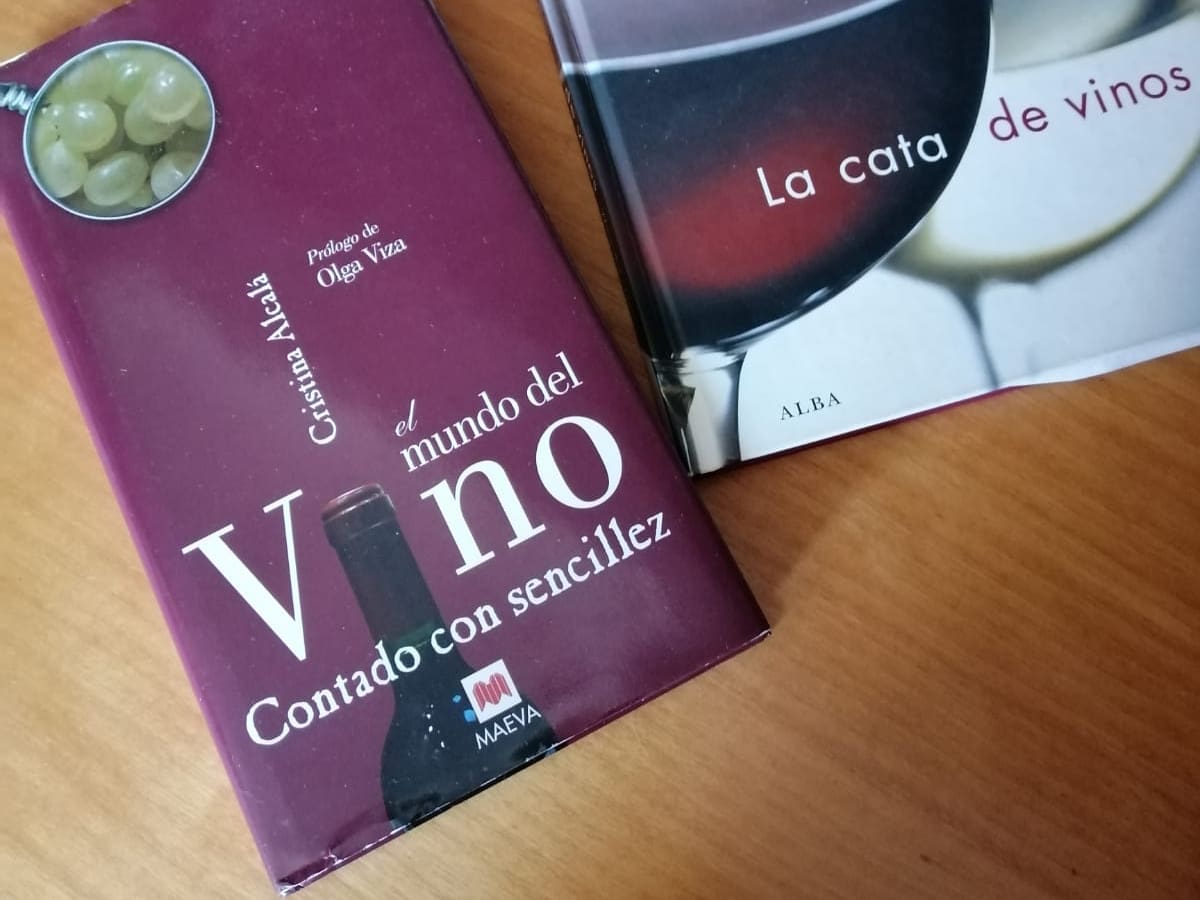 Cristina Alcalá
Prólogo de
Olga Viza
el
mundo del
Vino
Contado con sencillez
MAEVA
La cata de vinos
ALBA